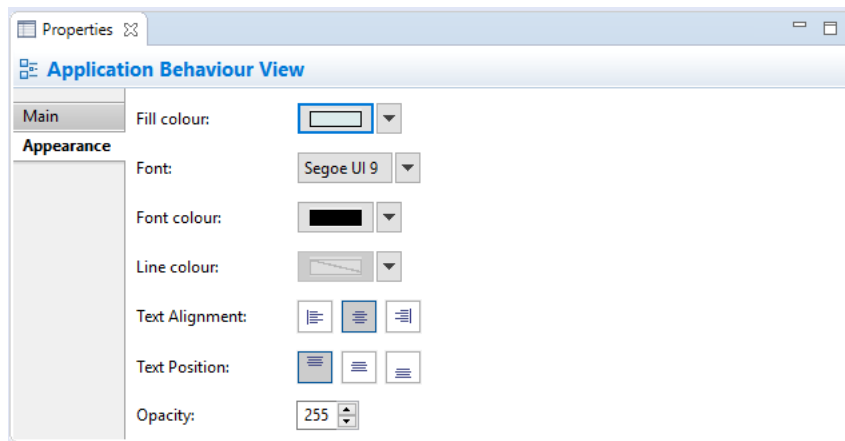 Properties
Application Behaviour View
Main
Appearance
Fill colour:
Font: Segoe UI 9
Font colour:
Line colour:
Text Alignment:
Text Position:
Opacity: 255